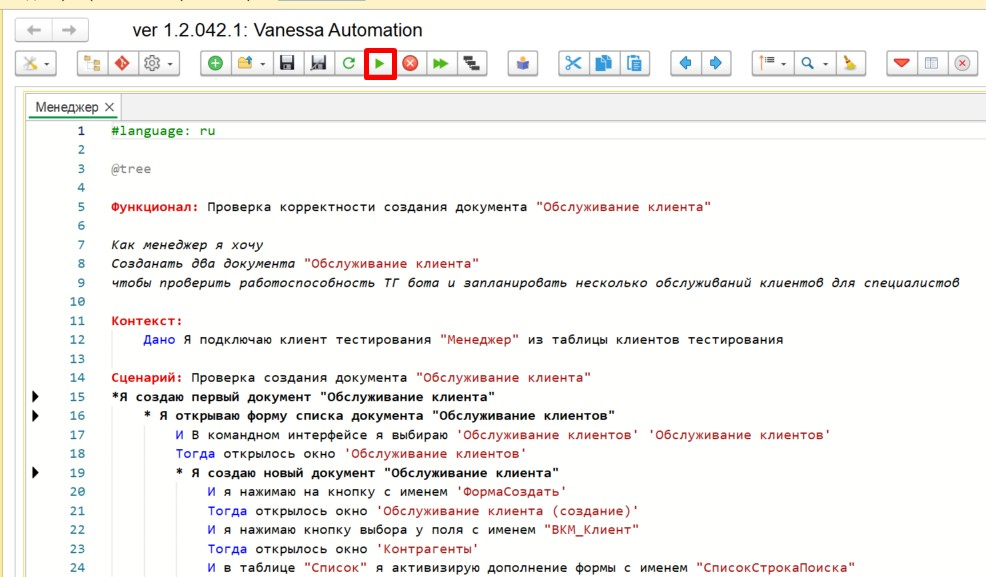 ver 1.2.042.1: Vanessa Automation
Менеджер
1 #language: ru
2
3 @tree
4
5 Функционал: Проверка корректности создания документа "Обслуживание клиента"
6
7 Как менеджер я хочу
8 Созданать два документа "Обслуживание клиента"
9 чтобы проверить работоспособность ТГ бота и запланировать несколько обслуживаний клиентов для специалистов
10
11 Контекст:
12 Дано Я подключаю клиент тестирования "Менеджер" из таблицы клиентов тестирования
13
14 Сценарий: Проверка создания документа "Обслуживание клиента"
15 *Я создаю первый документ "Обслуживание клиента"
16 * Я открываю форму списка документа "Обслуживание клиентов"
17 И В командном интерфейсе я выбираю 'Обслуживание клиентов' 'Обслуживание клиентов'
18 Тогда открылось окно 'Обслуживание клиентов'
19 * Я создаю новый документ "Обслуживание клиента"
20 И я нажимаю на кнопку с именем 'ФормаСоздать'
21 Тогда открылось окно 'Обслуживание клиента (создание)'
22 И я нажимаю кнопку выбора у поля с именем "ВКМ_Клиент"
23 Тогда открылось окно 'Контрагенты'
24 И в таблице "Список" я активизирую дополнение формы с именем "СписокСтрокаПоиска"